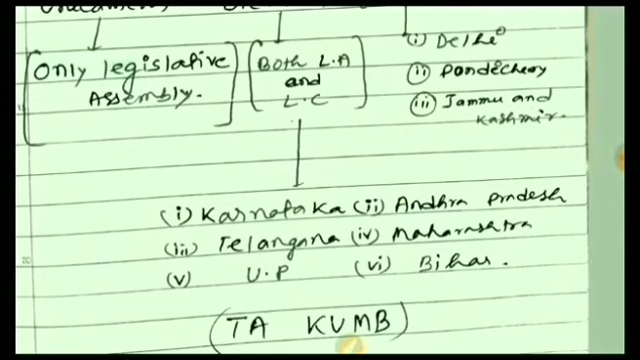 Only legislative
Assembly.
Both L.A
and
L.C
(i) Delhi
(ii) Pondichery
(iii) Jammu and
Kashmir.
(i) Karnataka (ii) Andhra Pradesh
(iii) Telangana (iv) Maharashtra
(v) U.P (vi) Bihar.
(TA KUMB)